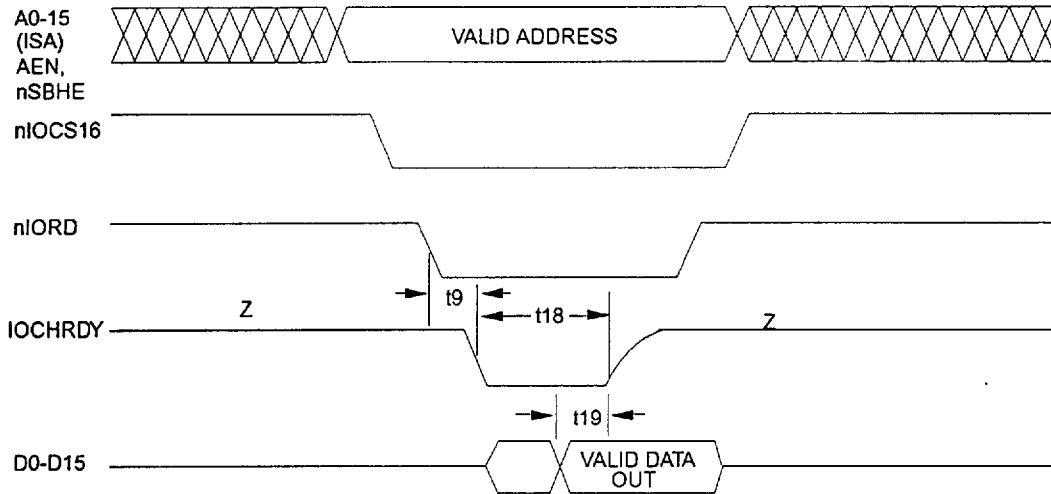 A0-15
(ISA)
AEN,
nSBHE
VALID ADDRESS
nIOCS16
nIORD
t9
Z
t18
Z
IOCHRDY
t19
D0-D15
VALID DATA
OUT